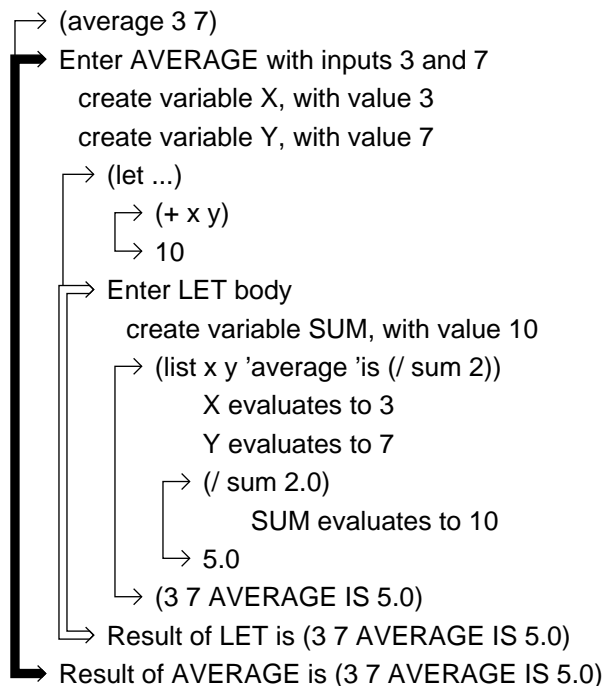 (average 3 7)
Enter AVERAGE with inputs 3 and 7
create variable X, with value 3
create variable Y, with value 7
(let ...)
(+ x y)
10
Enter LET body
create variable SUM, with value 10
(list x y ’average ’is (/ sum 2))
X evaluates to 3
Y evaluates to 7
(/ sum 2.0)
SUM evaluates to 10
5.0
(3 7 AVERAGE IS 5.0)
Result of LET is (3 7 AVERAGE IS 5.0)
Result of AVERAGE is (3 7 AVERAGE IS 5.0)